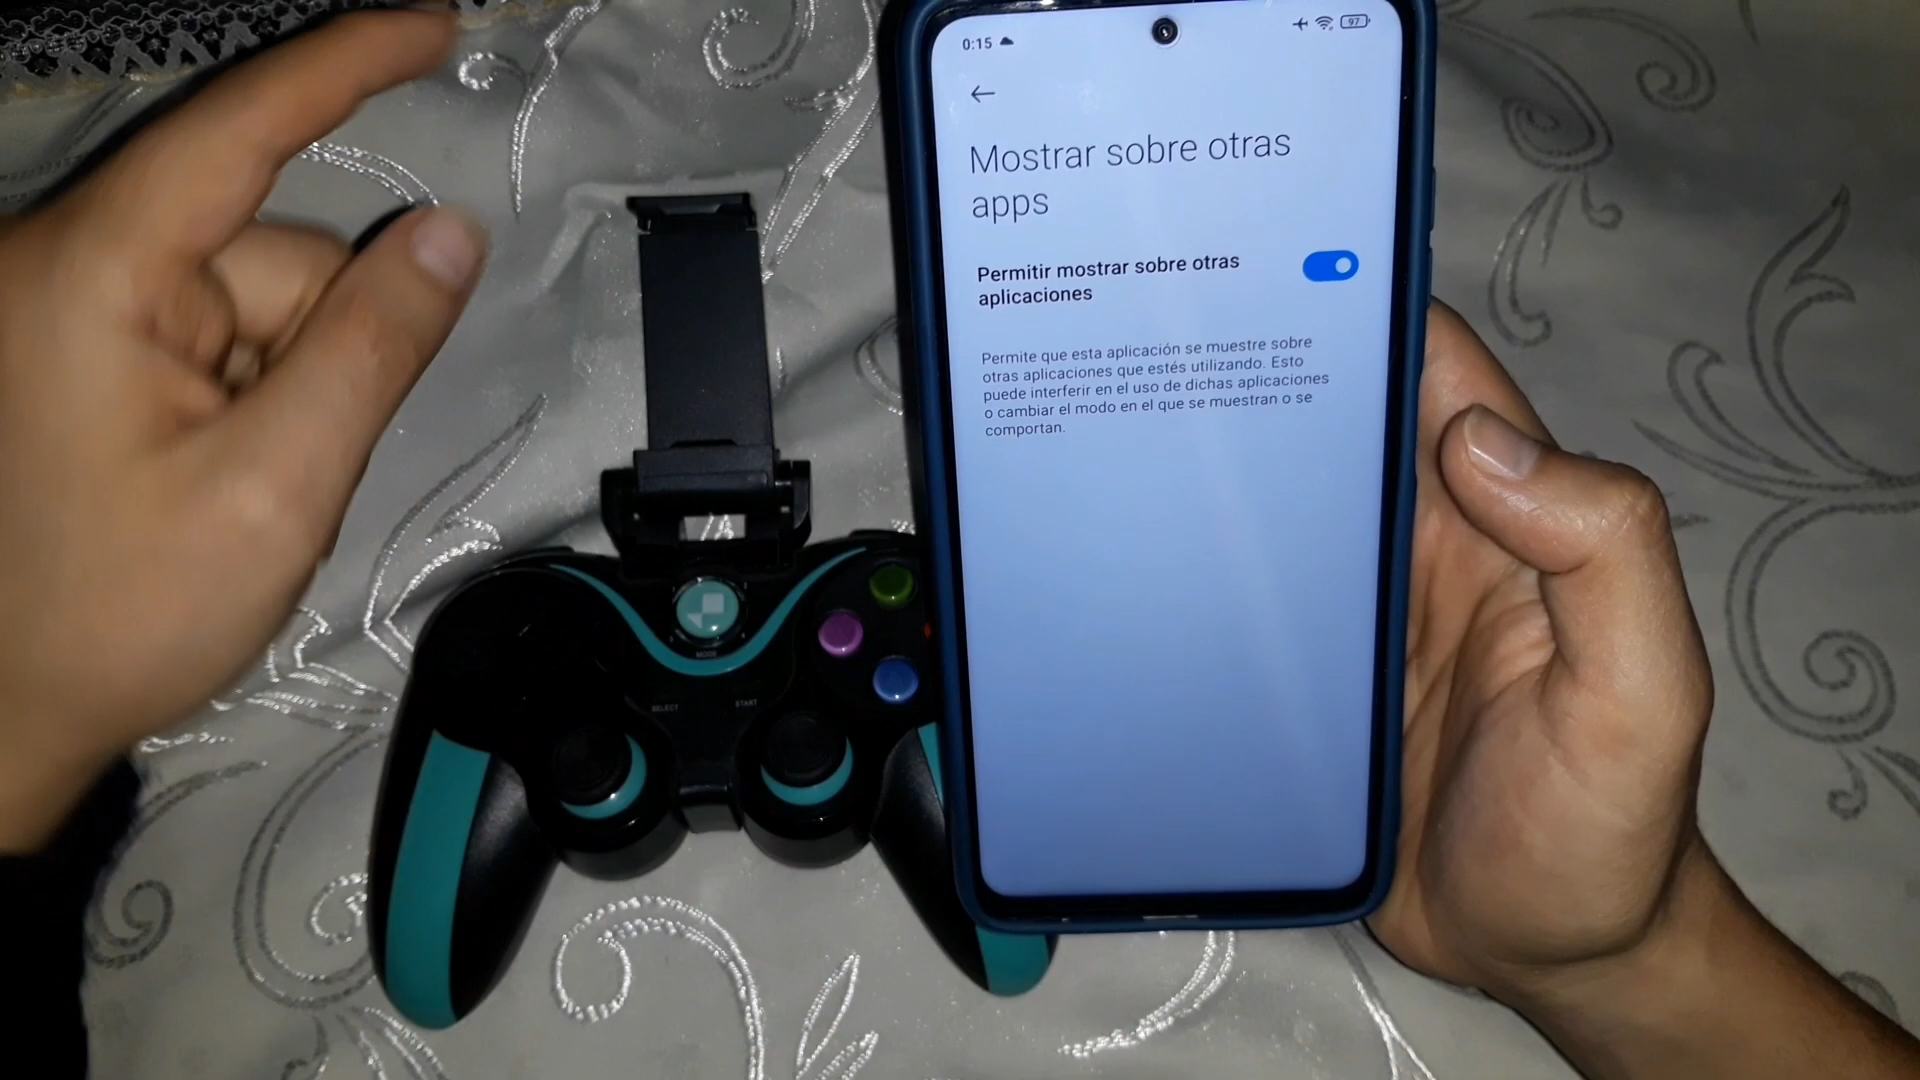 0:15
97
Mostrar sobre otras
apps
Permitir mostrar sobre otras
aplicaciones
Permite que esta aplicación se muestre sobre
otras aplicaciones que estés utilizando. Esto
puede interferir en el uso de dichas aplicaciones
o cambiar el modo en el que se muestran o se
comportan.
MODE
SELECT
START